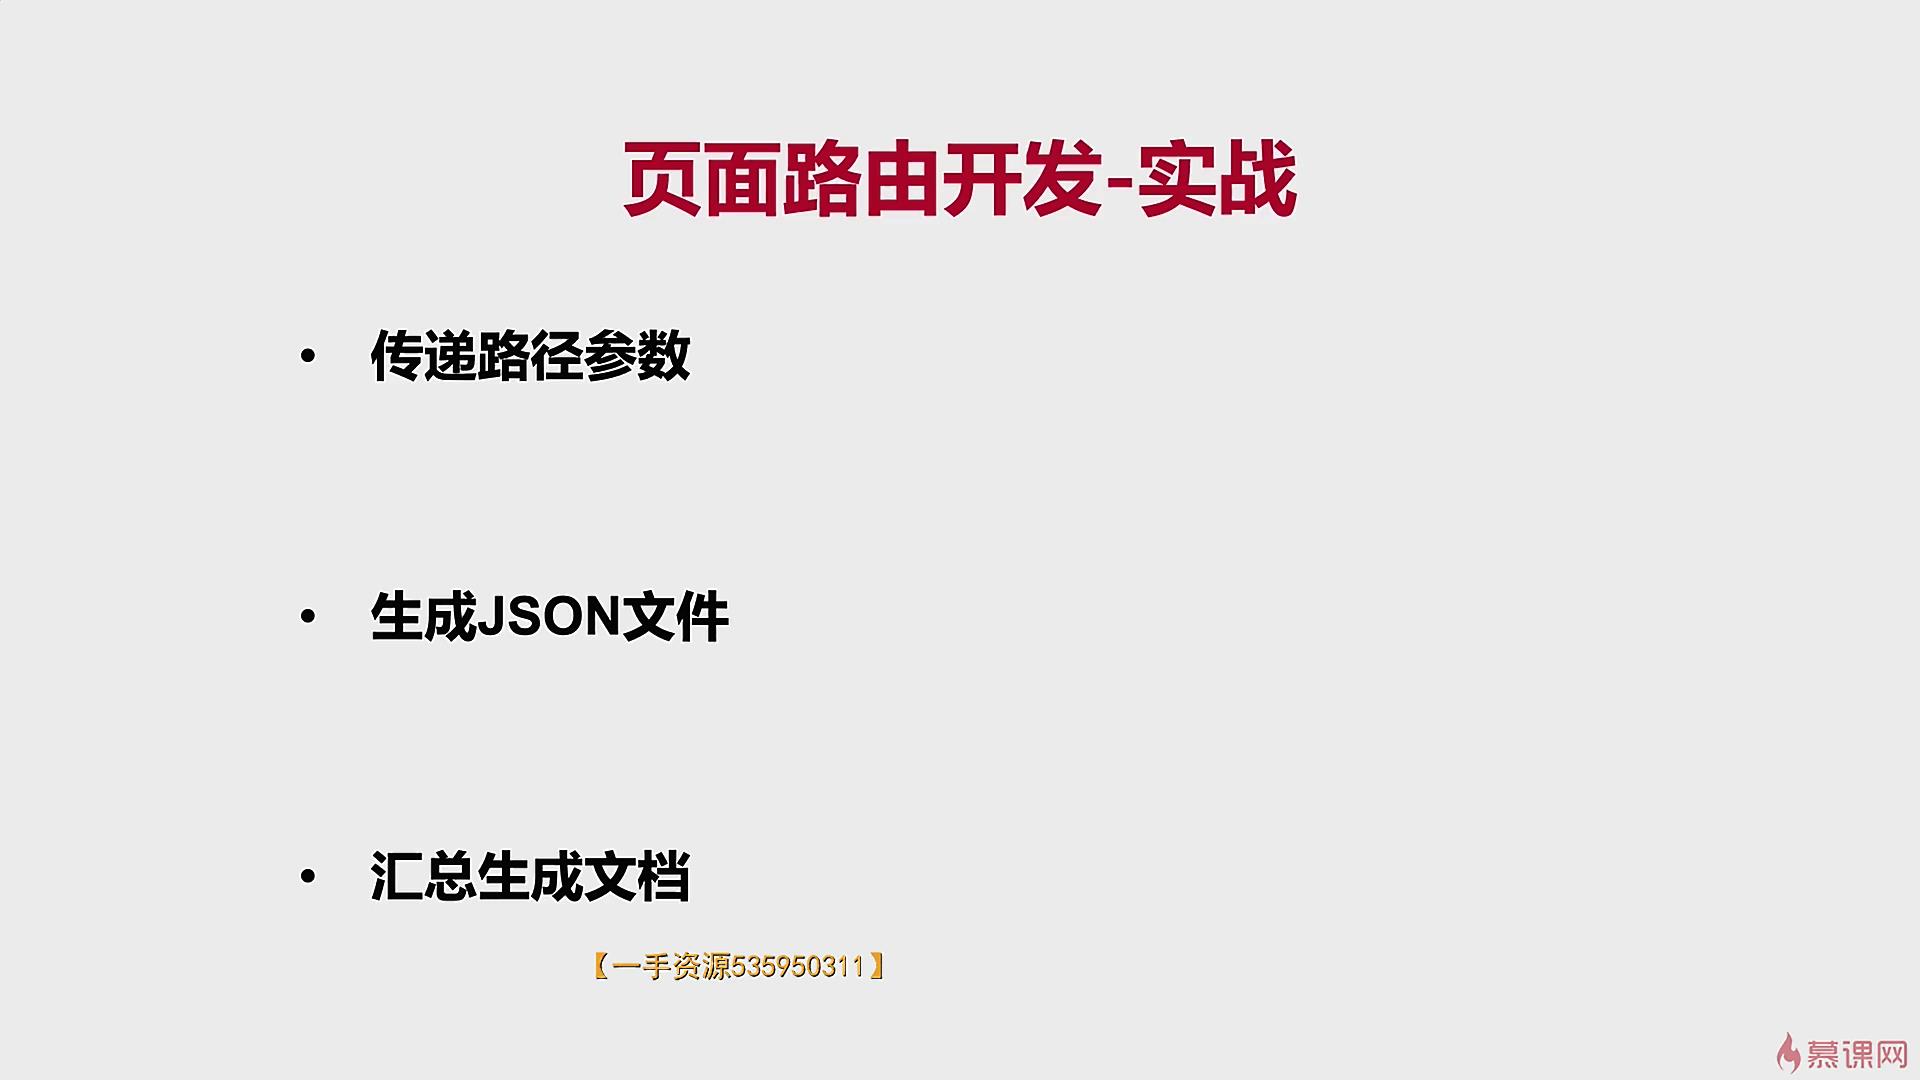 页面路由开发-实战
• 传递路径参数
• 生成JSON文件
• 汇总生成文档
【一手资源535950311】
慕课网